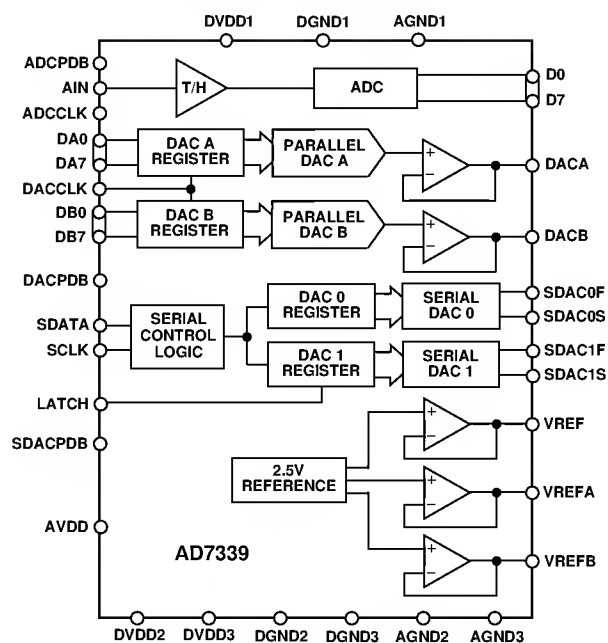 DVDD1 DGND1 AGND1
ADCPDB
AIN
ADCCLK
T/H
ADC
D0
D7
DA0
DA7
DAC A
REGISTER
PARALLEL
DAC A
DACA
DACCLK
DB0
DB7
DAC B
REGISTER
PARALLEL
DAC B
DACB
DACPDB
SDATA
SCLK
SERIAL
CONTROL
LOGIC
DAC 0
REGISTER
SERIAL
DAC 0
SDAC0F
SDAC0S
DAC 1
REGISTER
SERIAL
DAC 1
SDAC1F
SDAC1S
LATCH
SDACPDB
2.5V
REFERENCE
+
−
+
−
+
−
+
−
+
−
VREF
VREFA
VREFB
AVDD
AD7339
DVDD2 DVDD3 DGND2 DGND3 AGND2 AGND3